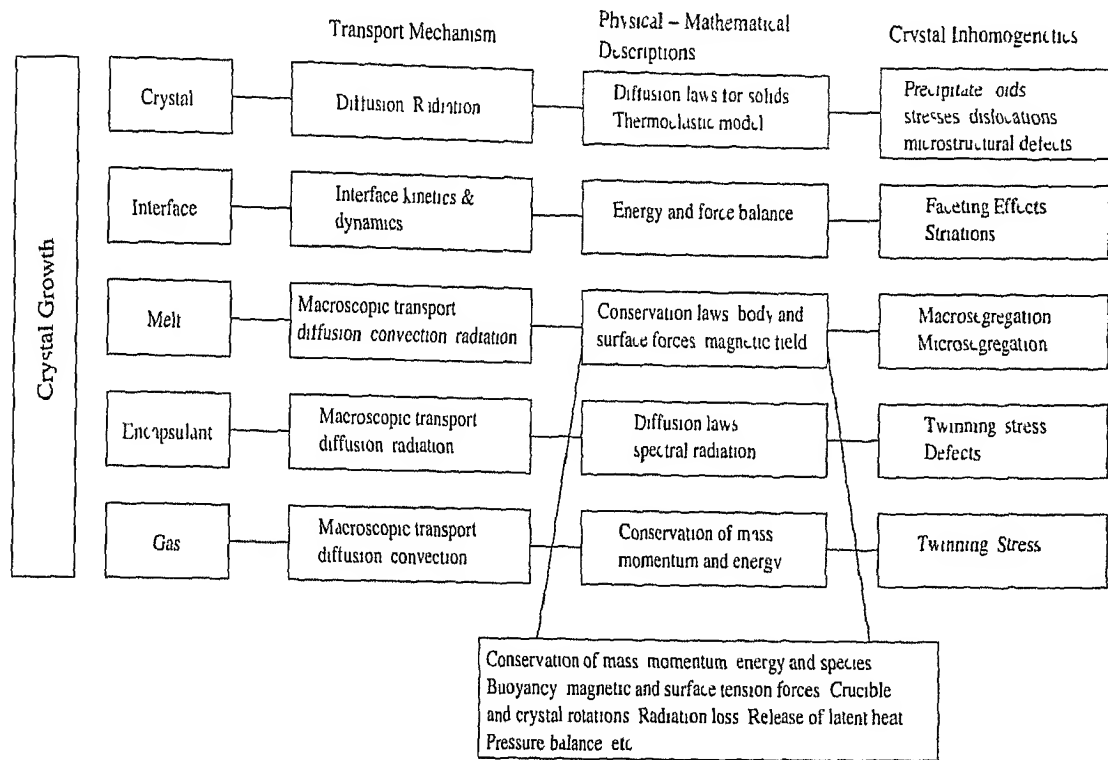 Transport Mechanism
Physical – Mathematical
Descriptions
Crystal Inhomogeneties
Crystal Growth
Crystal
Diffusion Radiation
Diffusion laws for solids
Thermoelastic model
Precipitate oids
stresses dislocations
microstructural defects
Interface
Interface kinetics &
dynamics
Energy and force balance
Faceting Effects
Striations
Melt
Macroscopic transport
diffusion convection radiation
Conservation laws body and
surface forces magnetic field
Macrosegregation
Microsegregation
Encapsulant
Macroscopic transport
diffusion radiation
Diffusion laws
spectral radiation
Twinning stress
Defects
Gas
Macroscopic transport
diffusion convection
Conservation of mass
momentum and energy
Twinning Stress
Conservation of mass momentum energy and species
Buoyancy magnetic and surface tension forces Crucible
and crystal rotations Radiation loss Release of latent heat
Pressure balance etc